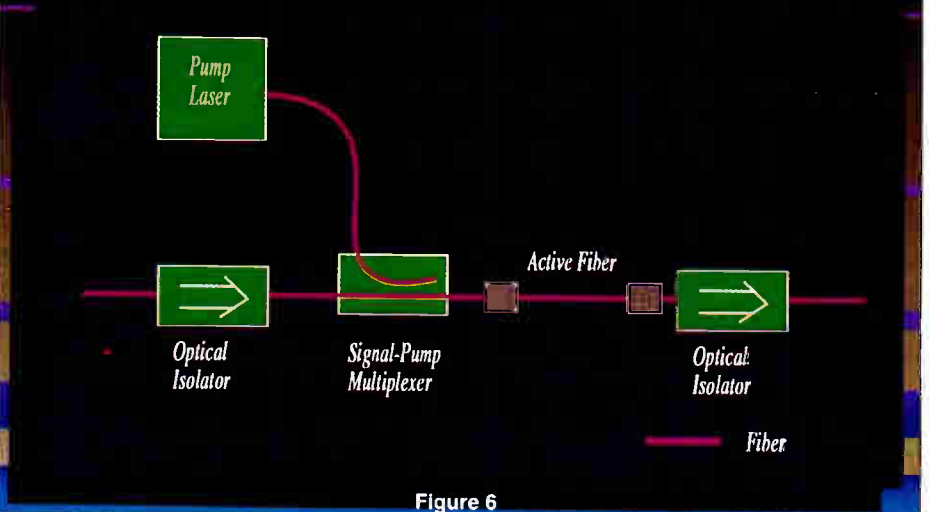 Pump
Laser
Active Fiber
Optical
Isolator
Signal-Pump
Multiplexer
Optical
Isolator
Fiber
Figure 6